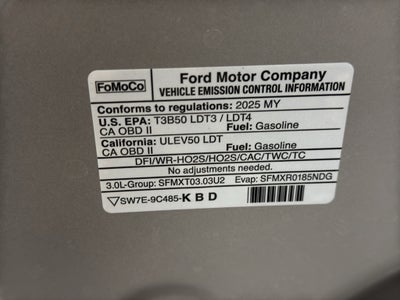 FoMoCo
Ford Motor Company
VEHICLE EMISSION CONTROL INFORMATION
Conforms to regulations: 2025 MY
U.S. EPA: T3B50 LDT3 / LDT4
CA OBD II Fuel: Gasoline
California: ULEV50 LDT
CA OBD II Fuel: Gasoline
DFI/WR-HO2S/HO2S/CAC/TWC/TC
No adjustments needed.
3.0L-Group: SFMXT03.03U2 Evap: SFMXR0185NDG
SW7E-9C485-KBD